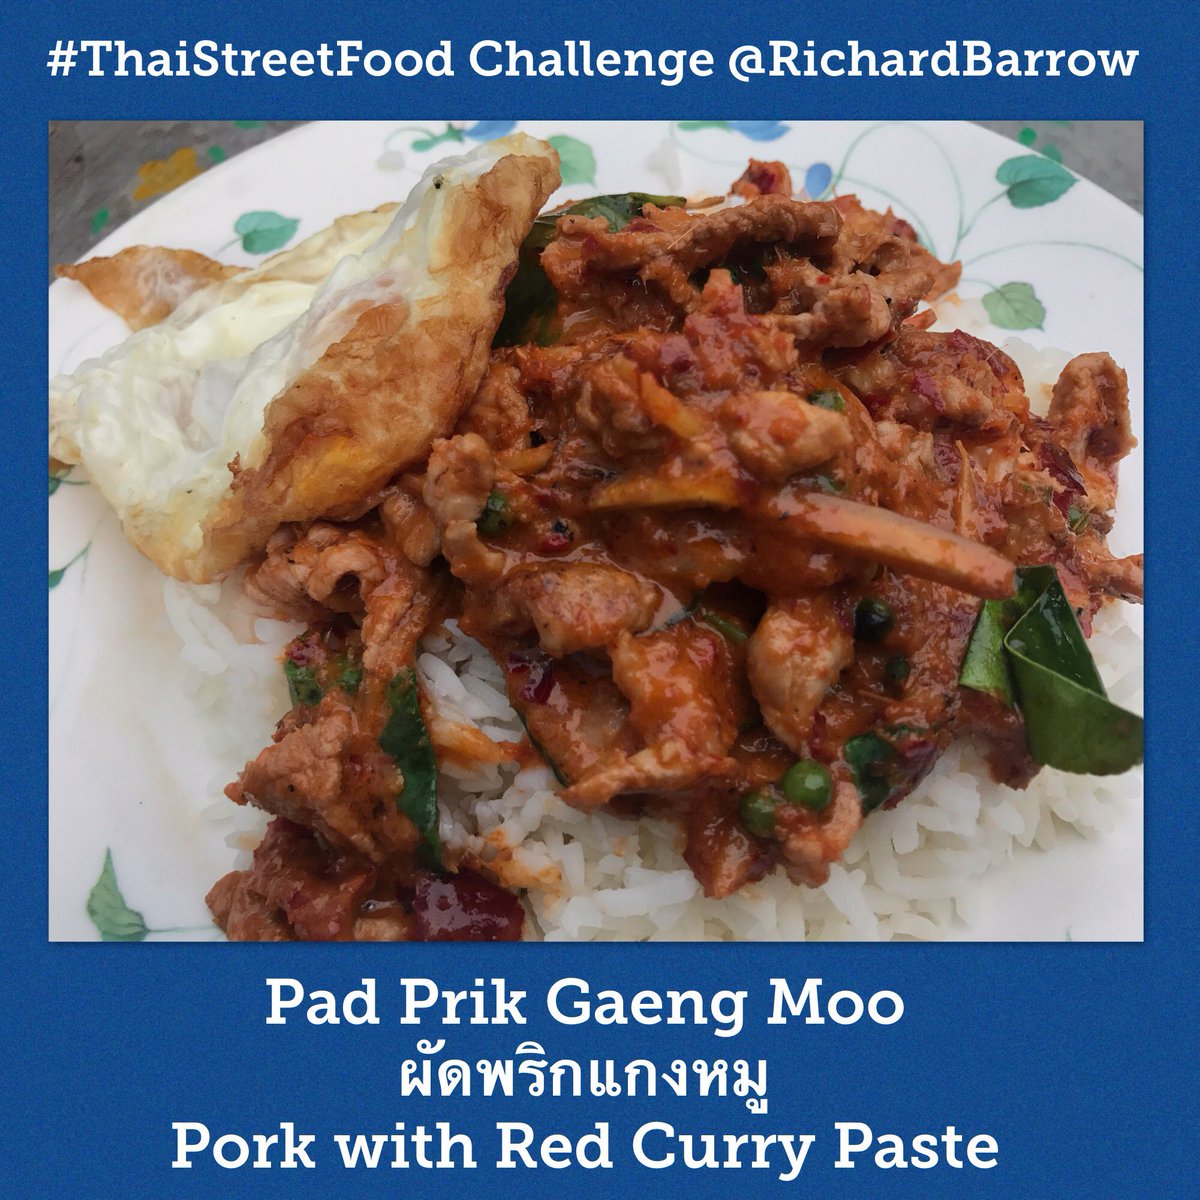 #ThaiStreetFood Challenge @RichardBarrow
Pad Prik Gaeng Moo
ผัดพริกแกงหมู
Pork with Red Curry Paste